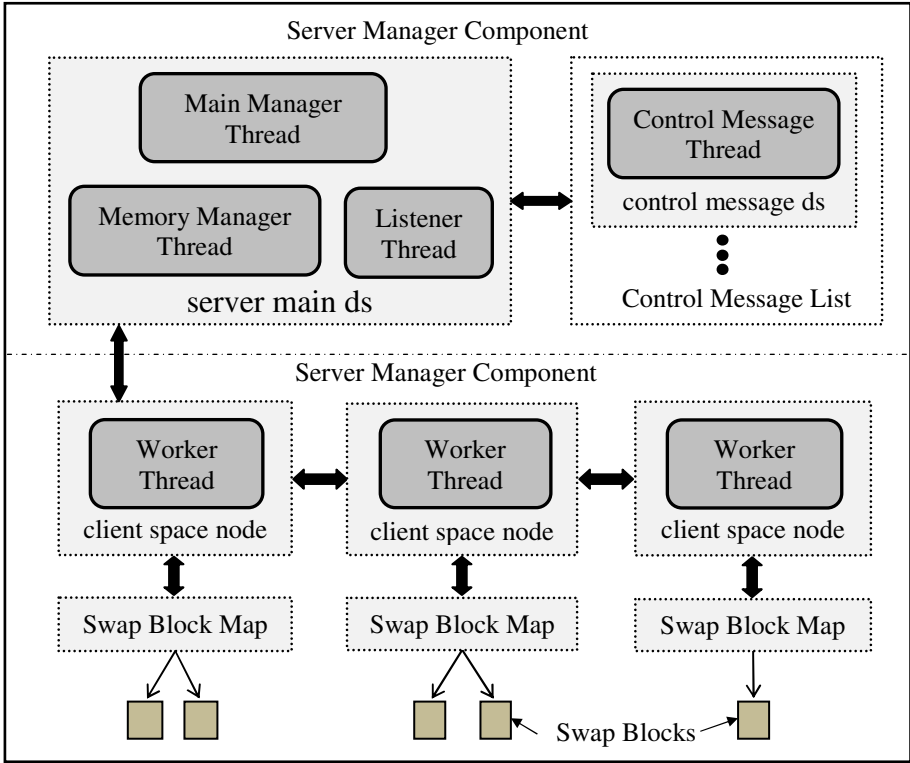 Server Manager Component
Main Manager
Thread
Memory Manager
Thread
Listener
Thread
server main ds
Control Message
Thread
control message ds
Control Message List
Server Manager Component
Worker
Thread
client space node
Worker
Thread
client space node
Worker
Thread
client space node
Swap Block Map
Swap Block Map
Swap Block Map
Swap Blocks